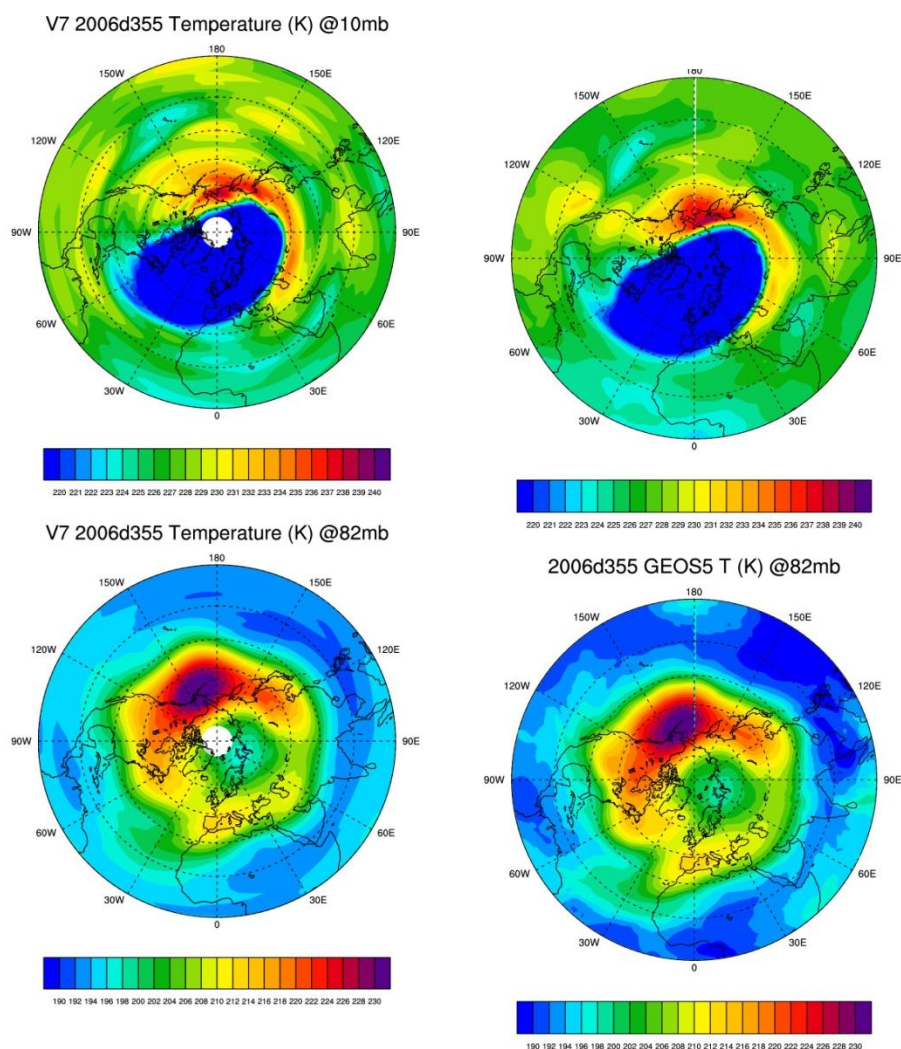 V7 2006d355 Temperature (K) @10mb
180
150W 150E
120W 120E
90W 90E
60W 60E
30W 30E
0
220 221 222 223 224 225 226 227 228 229 230 231 232 233 234 235 236 237 238 239 240
180
150W 150E
120W 120E
90W 90E
60W 60E
30W 30E
0
220 221 222 223 224 225 226 227 228 229 230 231 232 233 234 235 236 237 238 239 240
V7 2006d355 Temperature (K) @82mb
180
150W 150E
120W 120E
90W 90E
60W 60E
30W 30E
0
190 192 194 196 198 200 202 204 206 208 210 212 214 216 218 220 222 224 226 228 230
2006d355 GEOS5 T (K) @82mb
180
150W 150E
120W 120E
90W 90E
60W 60E
30W 30E
0
190 192 194 196 198 200 202 204 206 208 210 212 214 216 218 220 222 224 226 228 230